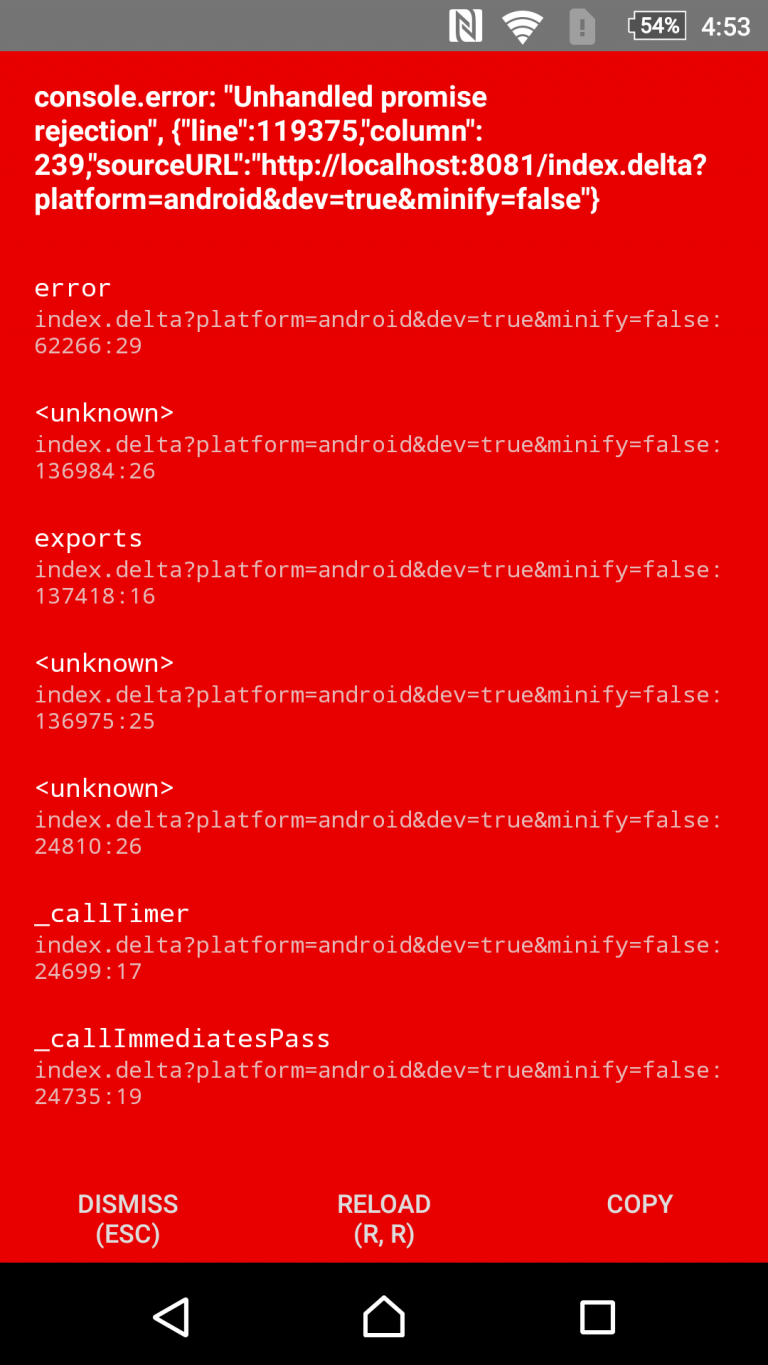 54% 4:53
console.error: "Unhandled promise
rejection", {"line":119375,"column":
239,"sourceURL":"http://localhost:8081/index.delta?
platform=android&dev=true&minify=false"}
error
index.delta?platform=android&dev=true&minify=false:
62266:29
<unknown>
index.delta?platform=android&dev=true&minify=false:
136984:26
exports
index.delta?platform=android&dev=true&minify=false:
137418:16
<unknown>
index.delta?platform=android&dev=true&minify=false:
136975:25
<unknown>
index.delta?platform=android&dev=true&minify=false:
24810:26
_callTimer
index.delta?platform=android&dev=true&minify=false:
24699:17
_callImmediatesPass
index.delta?platform=android&dev=true&minify=false:
24735:19
DISMISS RELOAD COPY
(ESC) (R, R)